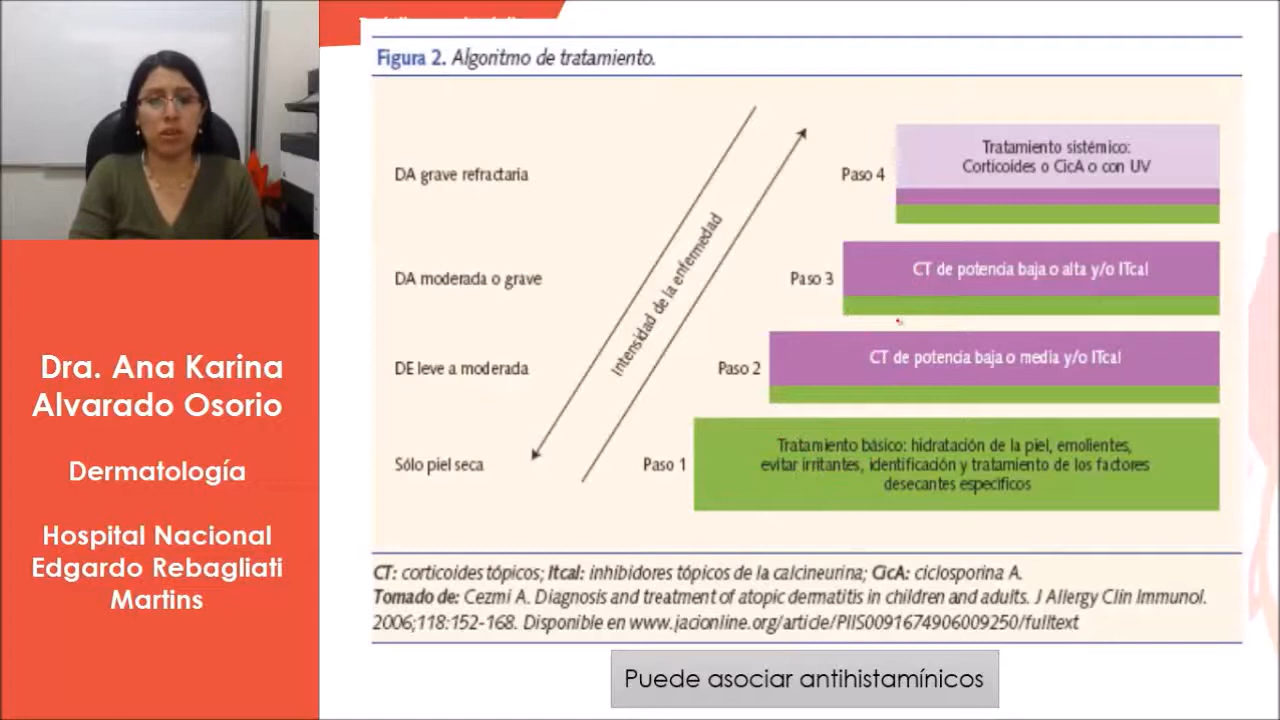 Figura 2. Algoritmo de tratamiento.
DA grave refractaria
Paso 4
Tratamiento sistémico:
Corticoides o CicA o con UV
DA moderada o grave
Paso 3
CT de potencia baja o alta y/o ITcal
DE leve a moderada
Paso 2
CT de potencia baja o media y/o ITcal
Sólo piel seca
Paso 1
Tratamiento básico: hidratación de la piel, emolientes,
evitar irritantes, identificación y tratamiento de los factores
desecantes específicos
Intensidad de la enfermedad
CT: corticoides tópicos; Itcal: inhibidores tópicos de la calcineurina; CicA: ciclosporina A.
Tomado de: Cezmi A. Diagnosis and treatment of atopic dermatitis in children and adults. J Allergy Clin Immunol.
2006;118:152-168. Disponible en www.jacionline.org/article/PIIS0091674906009250/fulltext
Puede asociar antihistamínicos
Dra. Ana Karina
Alvarado Osorio
Dermatología
Hospital Nacional
Edgardo Rebagliati
Martins